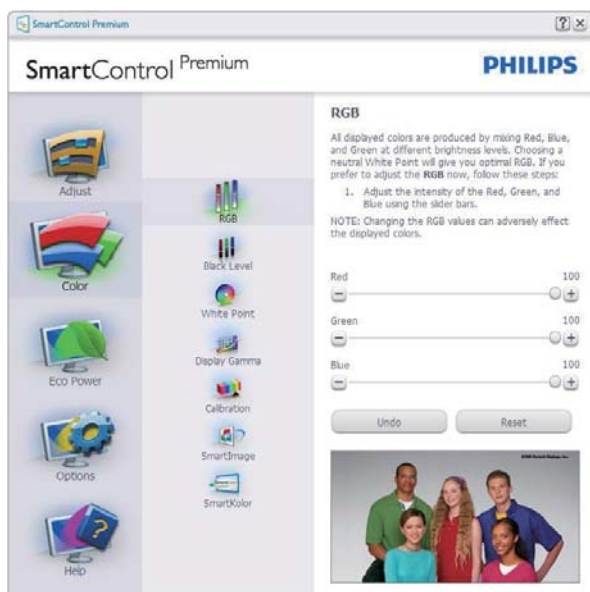 SmartControl Premium
SmartControl Premium
PHILIPS
Adjust
Color
Eco Power
Options
Help
RGB
Black Level
White Point
Display Gamma
Calibration
SmartImage
SmartKolor
RGB
All displayed colors are produced by mixing Red, Blue,
and Green at different brightness levels. Choosing a
neutral White Point will give you optimal RGB. If you
prefer to adjust the RGB now, follow these steps:
1. Adjust the intensity of the Red, Green, and
Blue using the slider bars.
NOTE: Changing the RGB values can adversely effect
the displayed colors.
Red 100
Green 100
Blue 100
Undo Reset